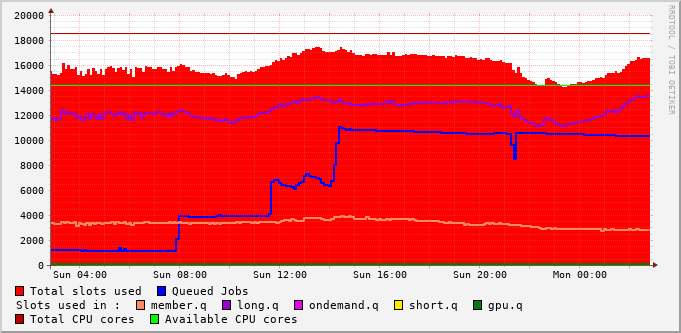 20000
18000
16000
14000
12000
10000
8000
6000
4000
2000
0
Sun 04:00 Sun 08:00 Sun 12:00 Sun 16:00 Sun 20:00 Mon 00:00
RRDTOOL / TOBI OETIKER
Total slots used Queued Jobs
Slots used in : member.q long.q ondemand.q short.q gpu.q
Total CPU cores Available CPU cores